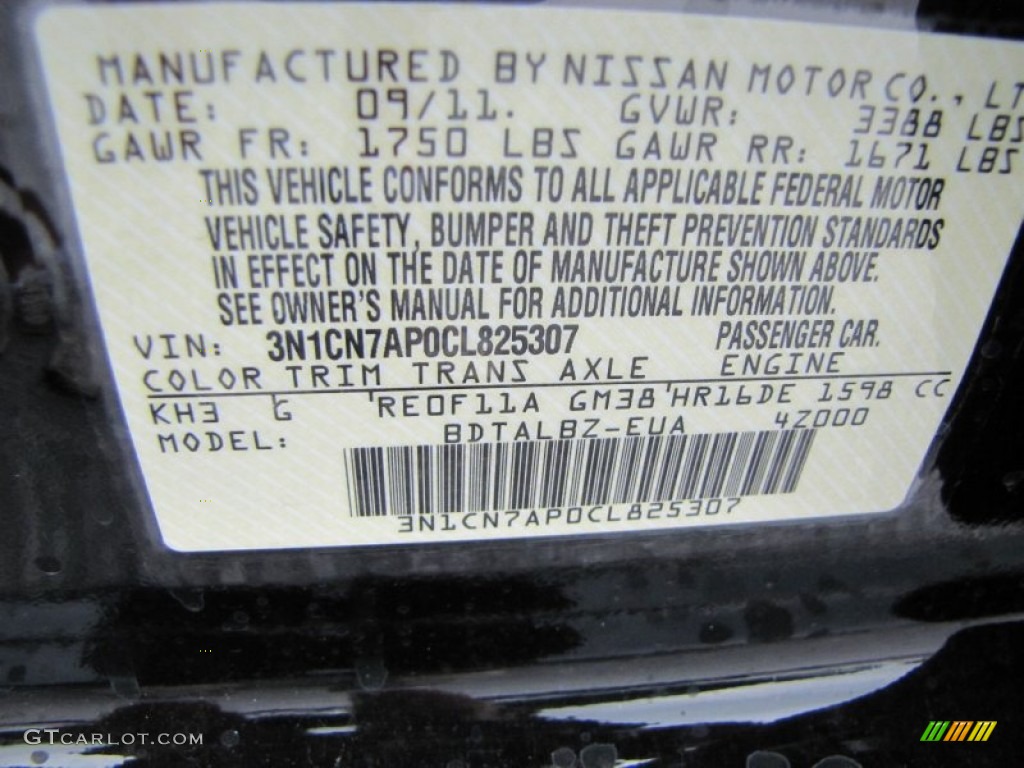 MANUFACTURED BY NISSAN MOTOR CO., LT
DATE: 09/11. GVWR: 3388 LBS
GAWR FR: 1750 LBS GAWR RR: 1671 LBS
THIS VEHICLE CONFORMS TO ALL APPLICABLE FEDERAL MOTOR
VEHICLE SAFETY, BUMPER AND THEFT PREVENTION STANDARDS
IN EFFECT ON THE DATE OF MANUFACTURE SHOWN ABOVE.
SEE OWNER'S MANUAL FOR ADDITIONAL INFORMATION.
VIN: 3N1CN7AP0CL825307 PASSENGER CAR.
COLOR TRIM TRANS AXLE ENGINE
KH3 G RE0F11A GM38 HR16DE 1598 CC
MODEL: BDTALBZ-EUA 4Z000
3N1CN7AP0CL825307
GTCARLOT.COM